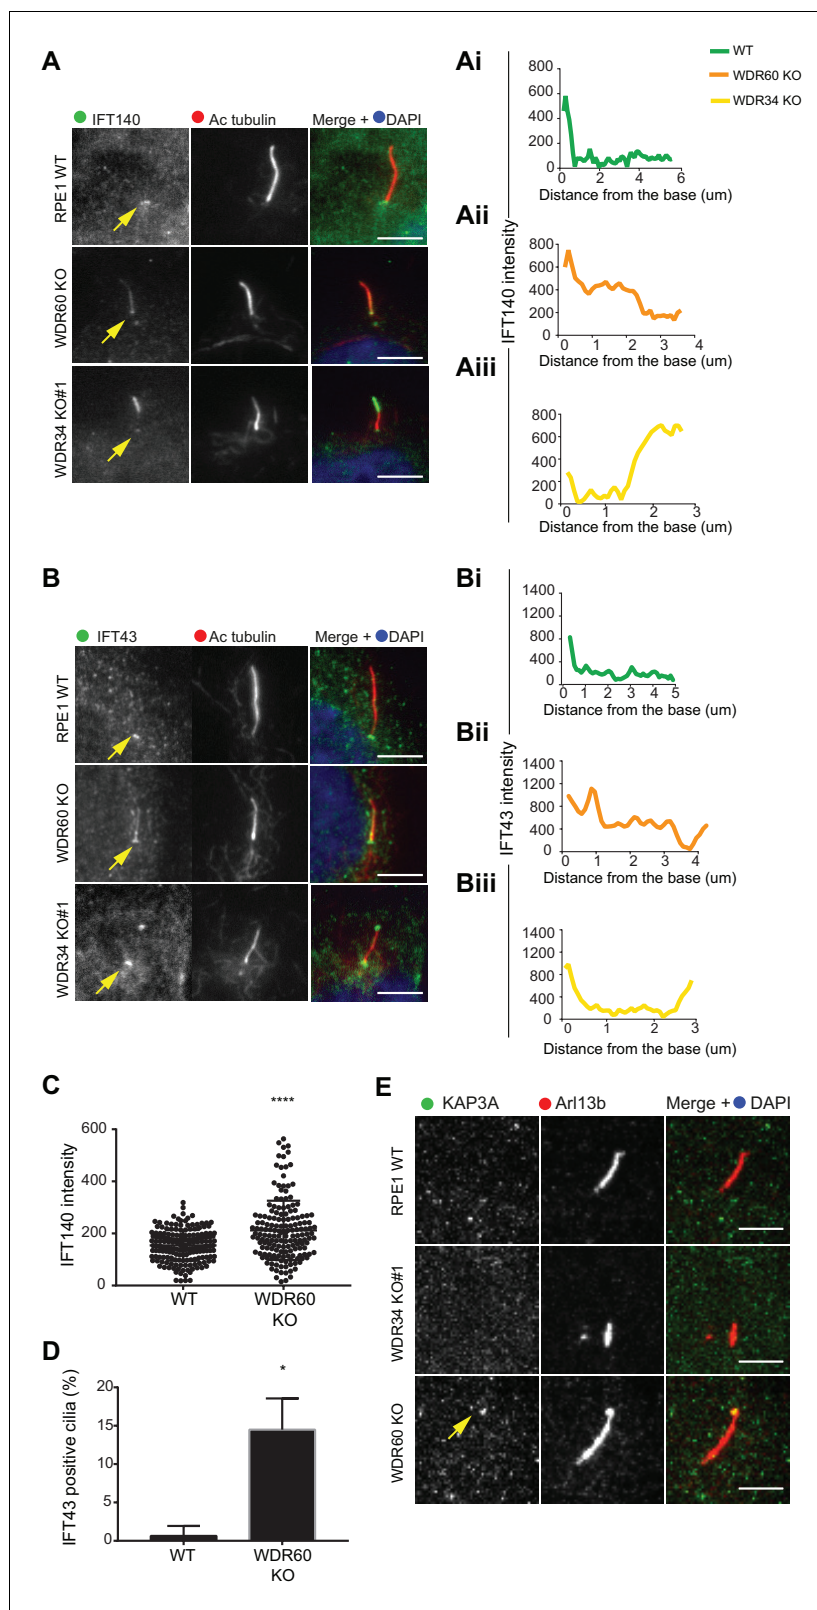 A
IFT140
Ac tubulin
Merge + DAPI
RPE1 WT
WDR60 KO
WDR34 KO#1
Ai
WT
WDR60 KO
WDR34 KO
800
600
400
200
0
0 2 4 6
Distance from the base (um)
Aii
IFT140 intensity
800
600
400
200
0
0 1 2 3 4
Distance from the base (um)
Aiii
800
600
400
200
0
0 1 2 3
Distance from the base (um)
B
IFT43
Ac tubulin
Merge + DAPI
RPE1 WT
WDR60 KO
WDR34 KO#1
Bi
1400
1200
800
400
0
0 1 2 3 4 5
Distance from the base (um)
Bii
IFT43 intensity
1400
1200
800
400
0
0 1 2 3 4
Distance from the base (um)
Biii
1400
1200
800
400
0
0 1 2 3
Distance from the base (um)
C
****
IFT140 intensity
600
400
200
0
WT
WDR60
KO
D
*
IFT43 positive cilia (%)
20
15
10
5
0
WT
WDR60
KO
E
KAP3A
Arl13b
Merge + DAPI
RPE1 WT
WDR34 KO#1
WDR60 KO